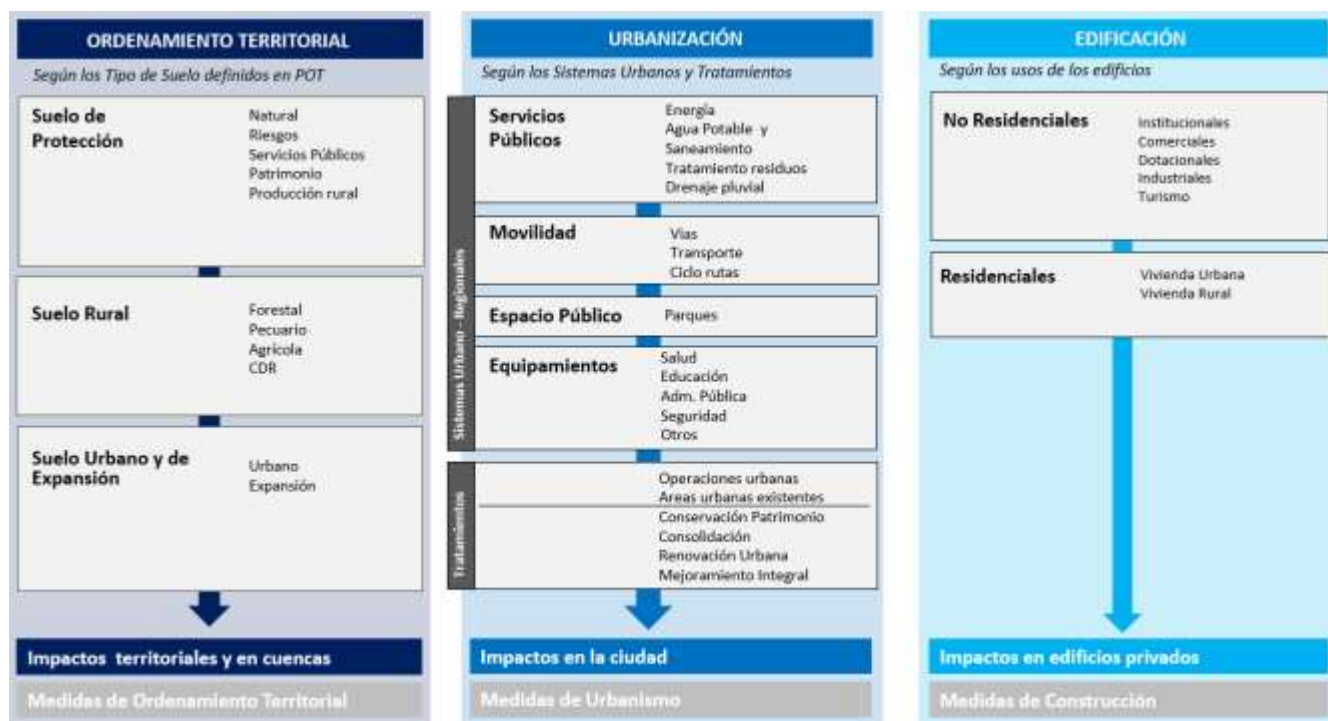 ORDENAMIENTO TERRITORIAL
Según los Tipo de Suelo definidos en POT
Suelo de
Protección
Natural
Riesgos
Servicios Públicos
Patrimonio
Producción rural
Suelo Rural
Forestal
Pecuario
Agrícola
CDR
Suelo Urbano y de
Expansión
Urbano
Expansión
Impactos territoriales y en cuencas
Medidas de Ordenamiento Territorial
URBANIZACIÓN
Según los Sistemas Urbanos y Tratamientos
Sistemas Urbano - Regionales
Servicios
Públicos
Energía
Agua Potable y
Saneamiento
Tratamiento residuos
Drenaje pluvial
Movilidad
Vias
Transporte
Ciclo rutas
Espacio Público
Parques
Equipamientos
Salud
Educación
Adm. Pública
Seguridad
Otros
Tratamientos
Operaciones urbanas
Areas urbanas existentes
Conservación Patrimonio
Consolidación
Renovación Urbana
Mejoramiento Integral
Impactos en la ciudad
Medidas de Urbanismo
EDIFICACIÓN
Según los usos de los edificios
No Residenciales
Institucionales
Comerciales
Dotacionales
Industriales
Turismo
Residenciales
Vivienda Urbana
Vivienda Rural
Impactos en edificios privados
Medidas de Construcción